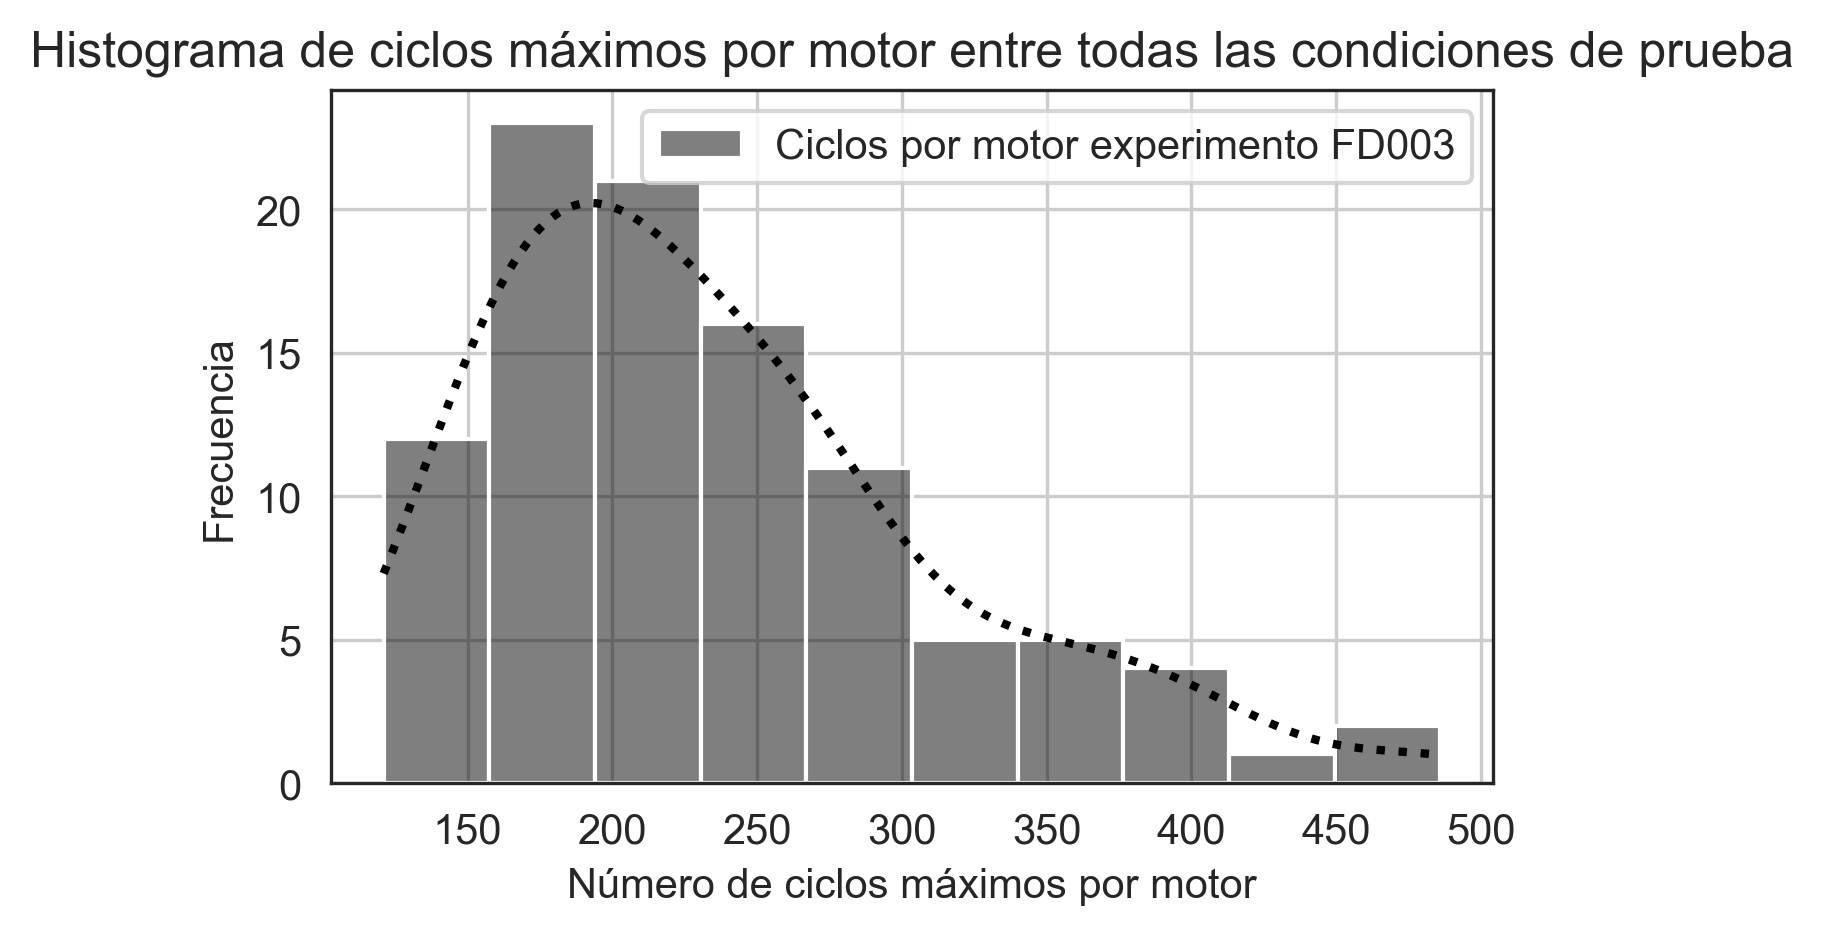 Histograma de ciclos máximos por motor entre todas las condiciones de prueba
Ciclos por motor experimento FD003
Frecuencia
20
15
10
5
0
150 200 250 300 350 400 450 500
Número de ciclos máximos por motor